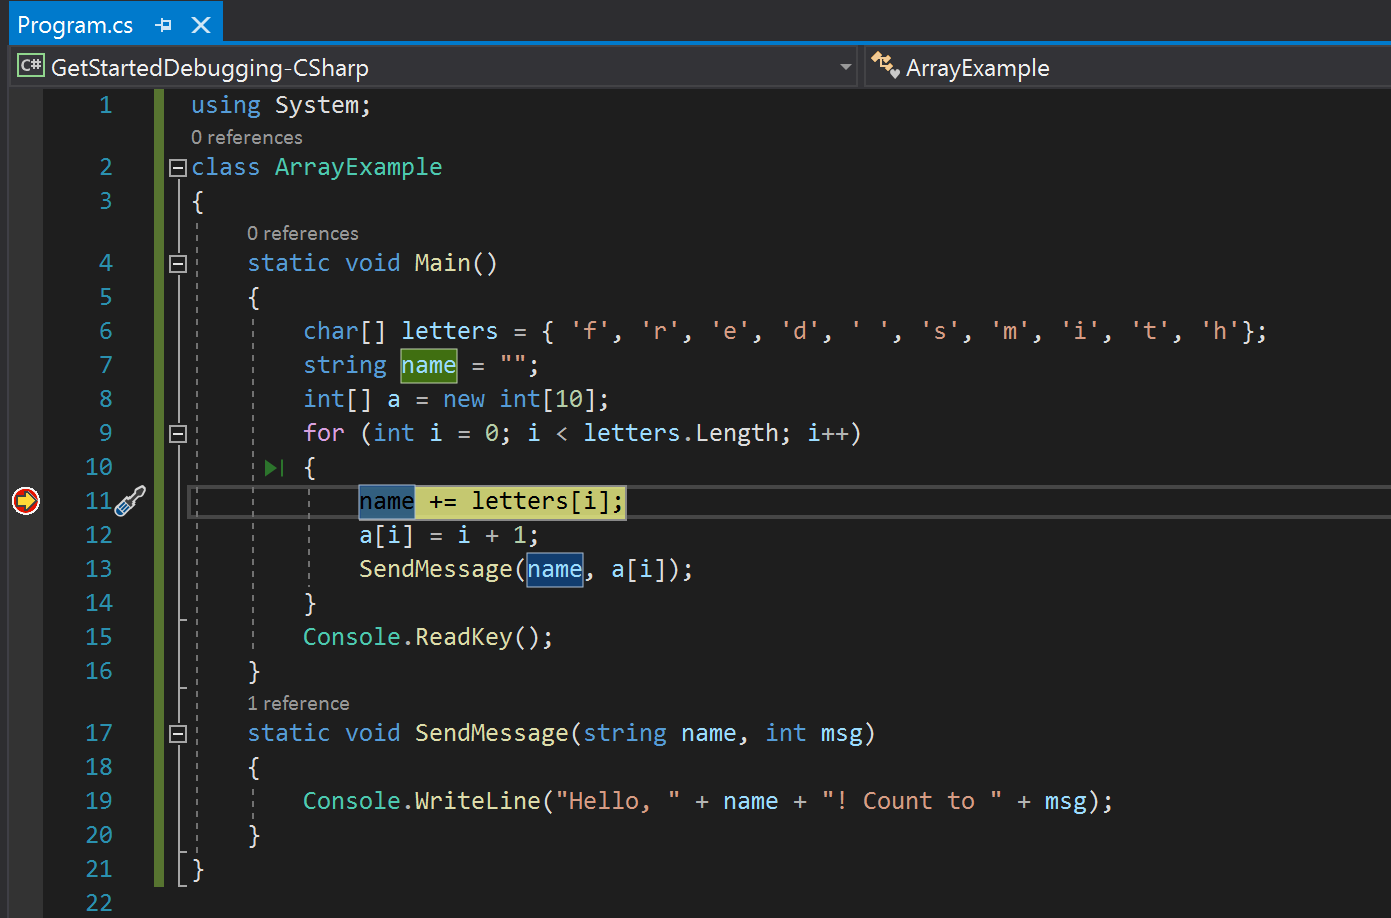 Program.cs
C# GetStartedDebugging-CSharp ArrayExample
1 using System;
0 references
2 class ArrayExample
3 {
0 references
4 static void Main()
5 {
6 char[] letters = { 'f', 'r', 'e', 'd', ' ', 's', 'm', 'i', 't', 'h'};
7 string name = "";
8 int[] a = new int[10];
9 for (int i = 0; i < letters.Length; i++)
10 {
11 name += letters[i];
12 a[i] = i + 1;
13 SendMessage(name, a[i]);
14 }
15 Console.ReadKey();
16 }
1 reference
17 static void SendMessage(string name, int msg)
18 {
19 Console.WriteLine("Hello, " + name + "! Count to " + msg);
20 }
21 }
22